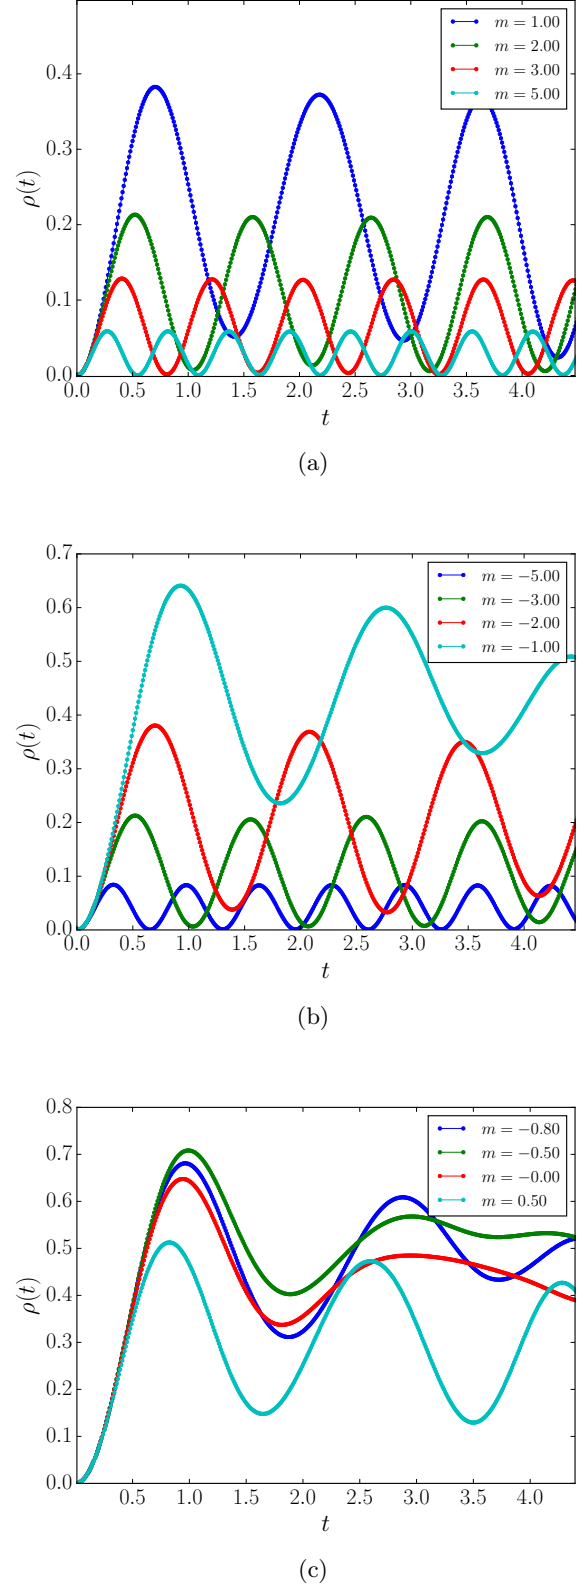 m = 1.00
m = 2.00
m = 3.00
m = 5.00
0.4
0.3
0.2
0.1
0.0
ρ(t)
0.0 0.5 1.0 1.5 2.0 2.5 3.0 3.5 4.0
t
(a)
0.7
m = −5.00
m = −3.00
m = −2.00
m = −1.00
0.6
0.5
0.4
0.3
0.2
0.1
0.0
ρ(t)
0.0 0.5 1.0 1.5 2.0 2.5 3.0 3.5 4.0
t
(b)
0.8
m = −0.80
m = −0.50
m = −0.00
m = 0.50
0.7
0.6
0.5
0.4
0.3
0.2
0.1
0.0
ρ(t)
0.5 1.0 1.5 2.0 2.5 3.0 3.5 4.0
t
(c)